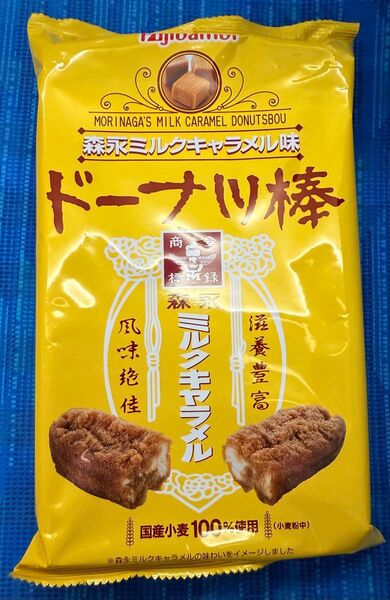 Fujibambi
MORINAGA'S MILK CARAMEL DONUTSBOU
森永ミルクキャラメル味
ドーナツ棒
商会
標録
森永
ミルクキャラメル
滋養豊富
風味絶佳
国産小麦100%使用(小麦粉中)
※森永ミルクキャラメルの味わいをイメージしました